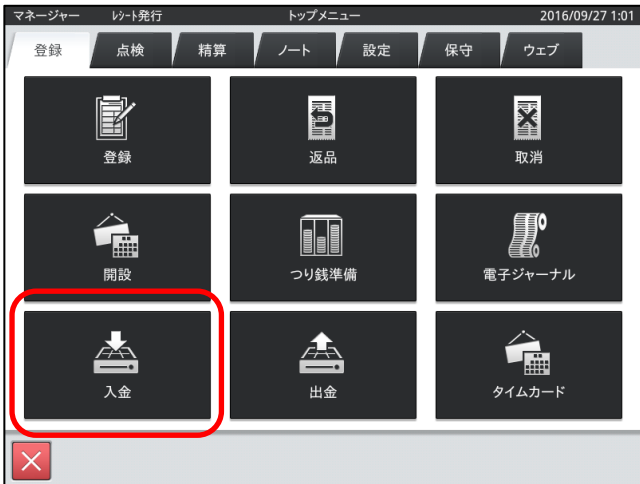 マネージャー ﾚｼｰﾄ発行 トップメニュー 2016/09/27 1:01
登録 点検 精算 ノート 設定 保守 ウェブ
登録 返品 取消
開設 つり銭準備 電子ジャーナル
入金 出金 タイムカード